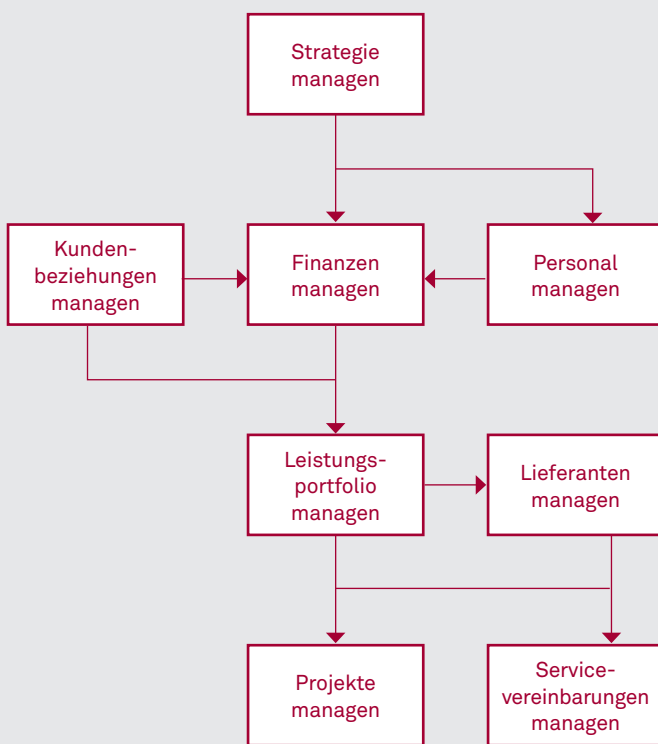 Strategie
managen
Kunden-
beziehungen
managen
Finanzen
managen
Personal
managen
Leistungs-
portfolio
managen
Lieferanten
managen
Projekte
managen
Service-
vereinbarungen
managen